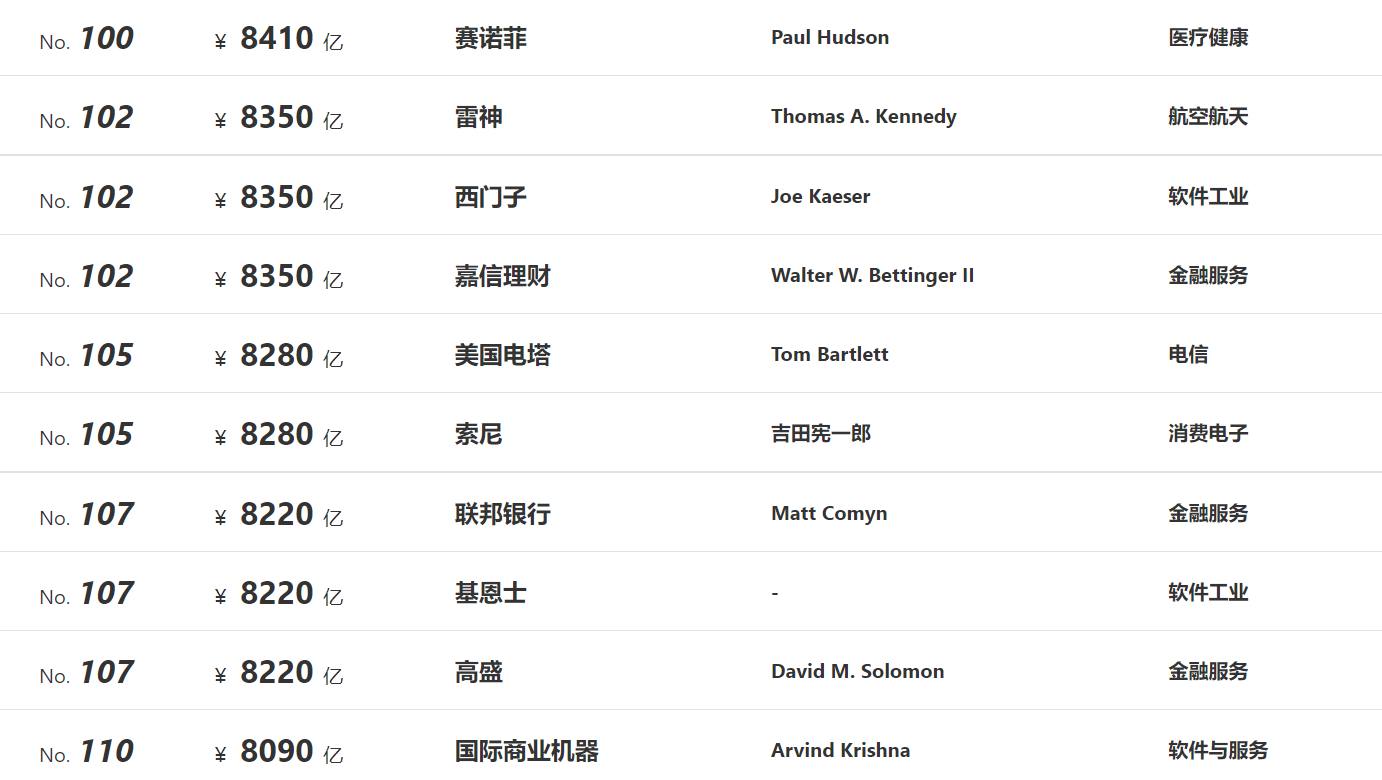 No. 100 ¥ 8410 亿 赛诺菲 Paul Hudson 医疗健康
No. 102 ¥ 8350 亿 雷神 Thomas A. Kennedy 航空航天
No. 102 ¥ 8350 亿 西门子 Joe Kaeser 软件工业
No. 102 ¥ 8350 亿 嘉信理财 Walter W. Bettinger II 金融服务
No. 105 ¥ 8280 亿 美国电塔 Tom Bartlett 电信
No. 105 ¥ 8280 亿 索尼 吉田宪一郎 消费电子
No. 107 ¥ 8220 亿 联邦银行 Matt Comyn 金融服务
No. 107 ¥ 8220 亿 基恩士 - 软件工业
No. 107 ¥ 8220 亿 高盛 David M. Solomon 金融服务
No. 110 ¥ 8090 亿 国际商业机器 Arvind Krishna 软件与服务